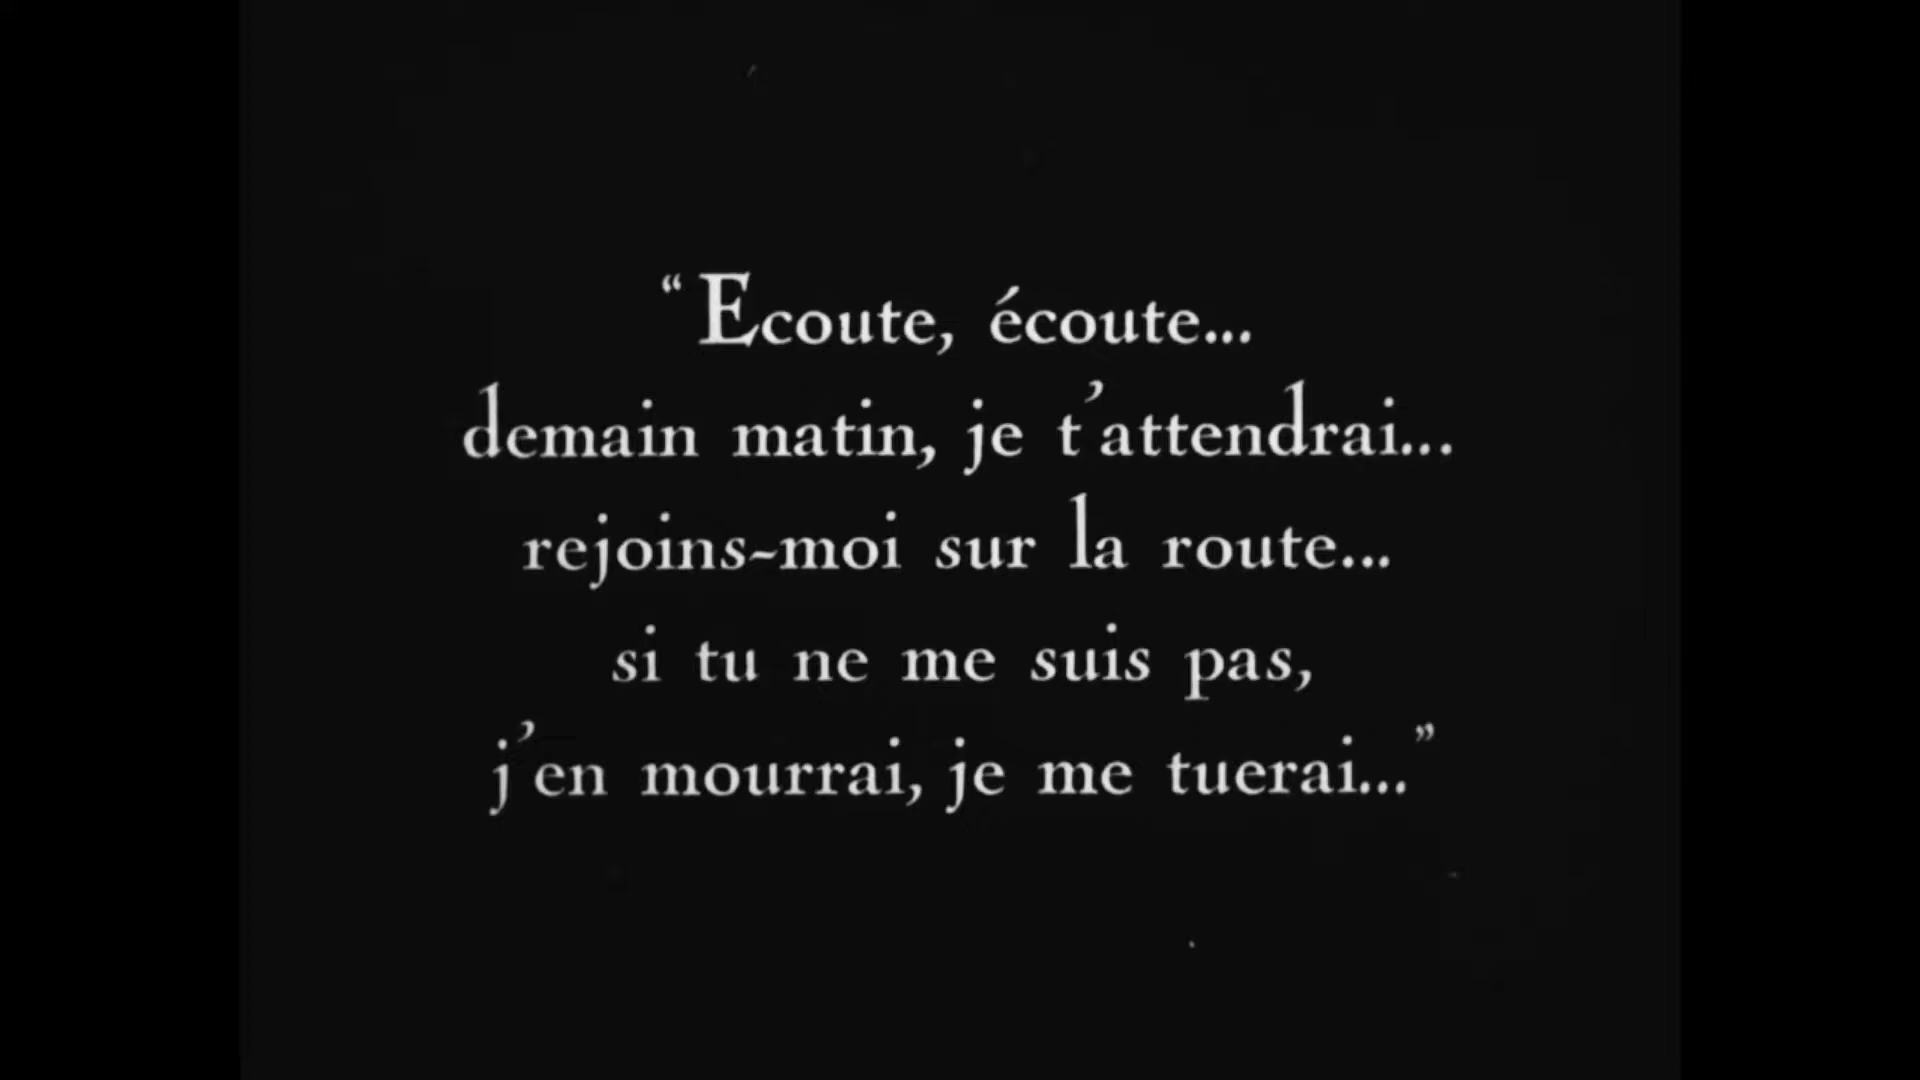 “Ecoute, écoute...
demain matin, je t’attendrai...
rejoins-moi sur la route...
si tu ne me suis pas,
j’en mourrai, je me tuerai...”